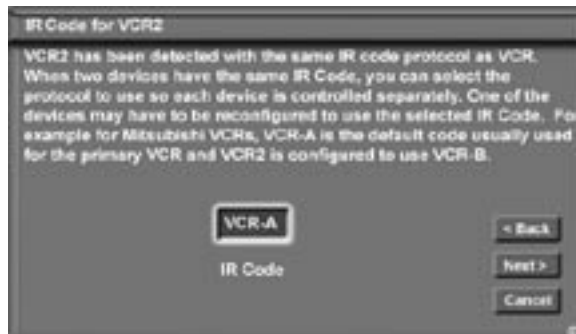 IR Code for VCR2
VCR2 has been detected with the same IR code protocol as VCR.
When two devices have the same IR Code, you can select the
protocol to use so each device is controlled separately. One of the
devices may have to be reconfigured to use the selected IR Code. For
example for Mitsubishi VCRs, VCR-A is the default code usually used
for the primary VCR and VCR2 is configured to use VCR-B.
VCR-A
< Back
IR Code
Next >
Cancel